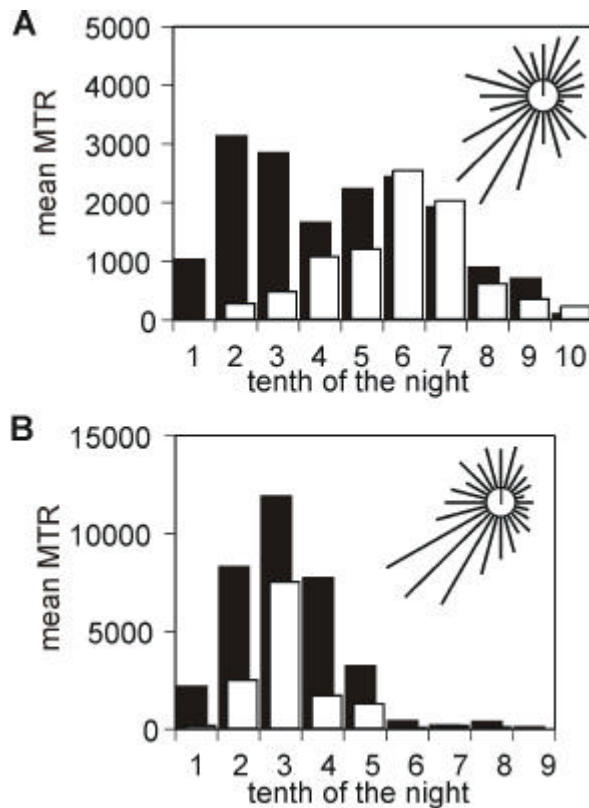 A
5000
4000
3000
2000
1000
0
mean MTR
1 2 3 4 5 6 7 8 9 10
tenth of the night
B
15000
10000
5000
0
mean MTR
1 2 3 4 5 6 7 8 9
tenth of the night